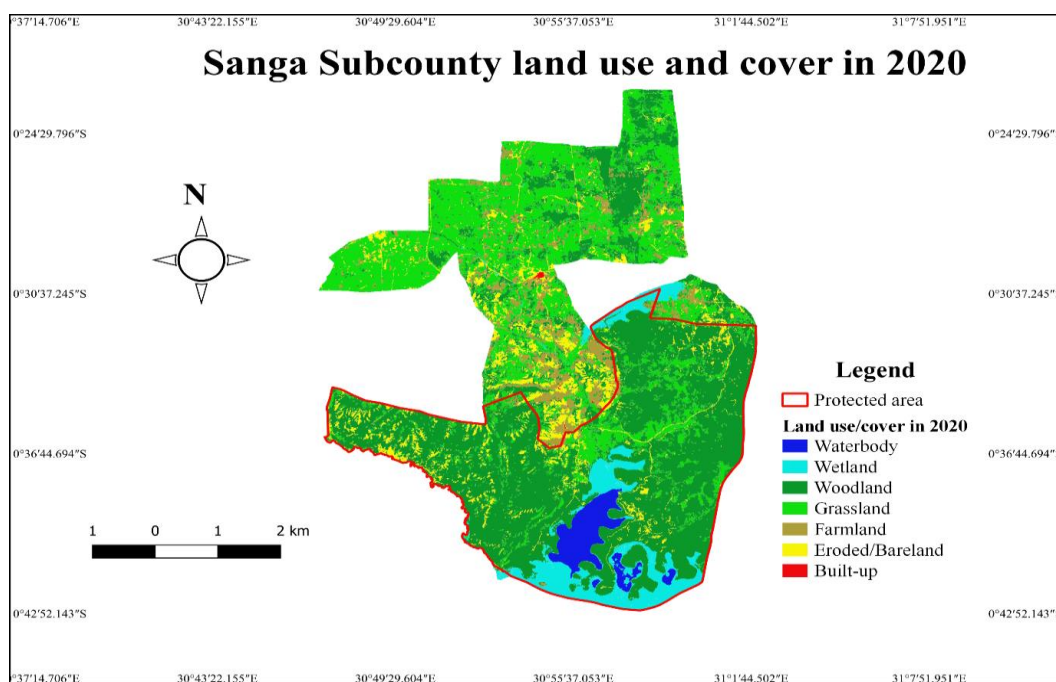 0°37'14.706"E 30°43'22.155"E 30°49'29.604"E 30°55'37.053"E 31°1'44.502"E 31°7'51.951"E
Sanga Subcounty land use and cover in 2020
0°24'29.796"S 0°24'29.796"S
N
0°30'37.245"S 0°30'37.245"S
Legend
Protected area
Land use/cover in 2020
0°36'44.694"S Waterbody 0°36'44.694"S
Wetland
Woodland
Grassland
Farmland
Eroded/Bareland
Built-up
1 0 1 2 km
0°42'52.143"S 0°42'52.143"S
0°37'14.706"E 30°43'22.155"E 30°49'29.604"E 30°55'37.053"E 31°1'44.502"E 31°7'51.951"E